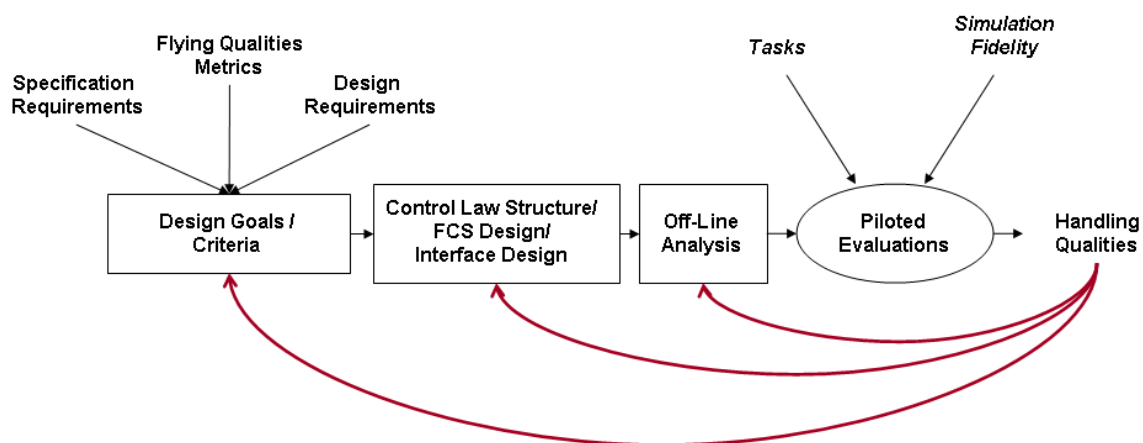 Flying Qualities
Metrics
Specification
Requirements
Design
Requirements
Tasks
Simulation
Fidelity
Design Goals /
Criteria
Control Law Structure/
FCS Design/
Interface Design
Off-Line
Analysis
Piloted
Evaluations
Handling
Qualities